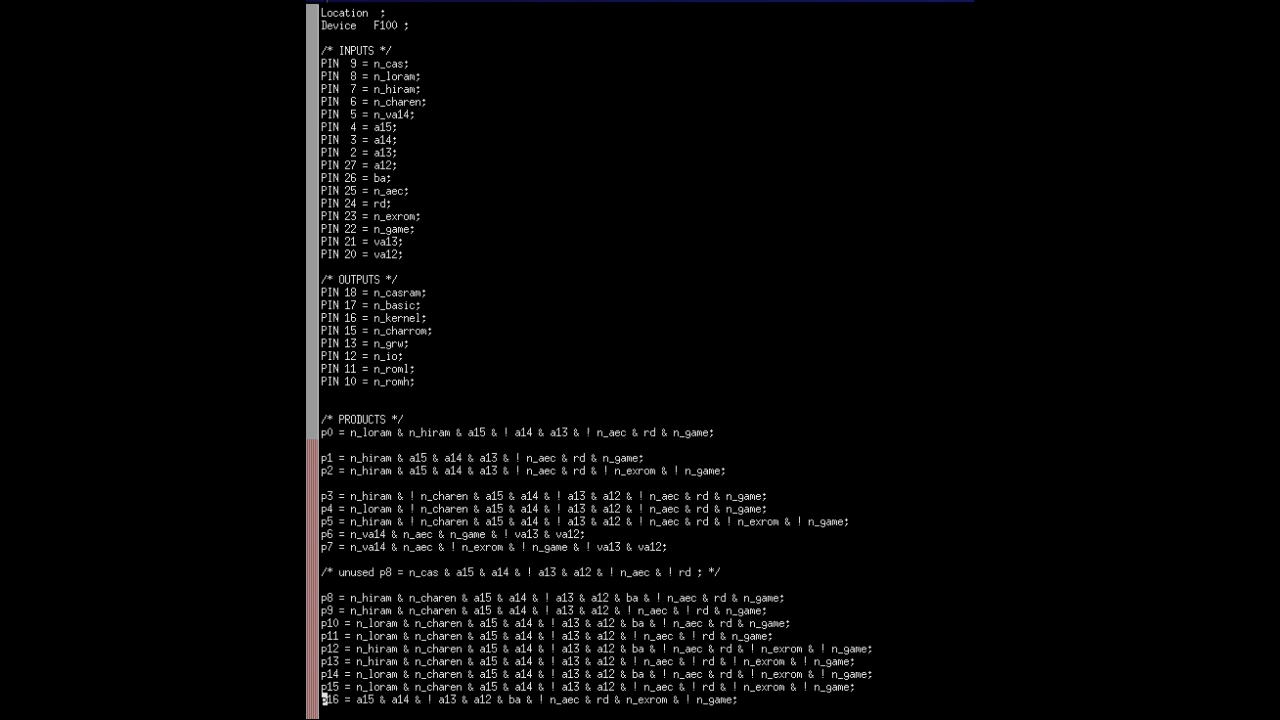 Location  ;
Device   F100 ;
/* INPUTS */
PIN  9 = n_cas;
PIN  8 = n_loram;
PIN  7 = n_hiram;
PIN  6 = n_charen;
PIN  5 = n_va14;
PIN  4 = a15;
PIN  3 = a14;
PIN  2 = a13;
PIN 27 = a12;
PIN 26 = ba;
PIN 25 = n_aec;
PIN 24 = rd;
PIN 23 = n_exrom;
PIN 22 = n_game;
PIN 21 = va13;
PIN 20 = va12;
/* OUTPUTS */
PIN 18 = n_casram;
PIN 17 = n_basic;
PIN 16 = n_kernel;
PIN 15 = n_charrom;
PIN 13 = n_grw;
PIN 12 = n_io;
PIN 11 = n_roml;
PIN 10 = n_romh;
/* PRODUCTS */
p0 = n_loram & n_hiram & a15 & ! a14 & a13 & ! n_aec & rd & n_game;
p1 = n_hiram & a15 & a14 & a13 & ! n_aec & rd & n_game;
p2 = n_hiram & a15 & a14 & a13 & ! n_aec & rd & ! n_exrom & ! n_game;
p3 = n_hiram & ! n_charen & a15 & a14 & ! a13 & a12 & ! n_aec & rd & n_game;
p4 = n_loram & ! n_charen & a15 & a14 & ! a13 & a12 & ! n_aec & rd & n_game;
p5 = n_hiram & ! n_charen & a15 & a14 & ! a13 & a12 & ! n_aec & rd & ! n_exrom & ! n_game;
p6 = n_va14 & n_aec & n_game & ! va13 & va12;
p7 = n_va14 & n_aec & ! n_exrom & ! n_game & ! va13 & va12;
/* unused p8 = n_cas & a15 & a14 & ! a13 & a12 & ! n_aec & ! rd ; */
p8 = n_hiram & n_charen & a15 & a14 & ! a13 & a12 & ba & ! n_aec & rd & n_game;
p9 = n_hiram & n_charen & a15 & a14 & ! a13 & a12 & ! n_aec & ! rd & n_game;
p10 = n_loram & n_charen & a15 & a14 & ! a13 & a12 & ba & ! n_aec & rd & n_game;
p11 = n_loram & n_charen & a15 & a14 & ! a13 & a12 & ! n_aec & ! rd & n_game;
p12 = n_hiram & n_charen & a15 & a14 & ! a13 & a12 & ba & ! n_aec & rd & ! n_exrom & ! n_game;
p13 = n_hiram & n_charen & a15 & a14 & ! a13 & a12 & ! n_aec & ! rd & ! n_exrom & ! n_game;
p14 = n_loram & n_charen & a15 & a14 & ! a13 & a12 & ba & ! n_aec & rd & ! n_exrom & ! n_game;
p15 = n_loram & n_charen & a15 & a14 & ! a13 & a12 & ! n_aec & ! rd & ! n_exrom & ! n_game;
p16 = a15 & a14 & ! a13 & a12 & ba & ! n_aec & rd & n_exrom & ! n_game;